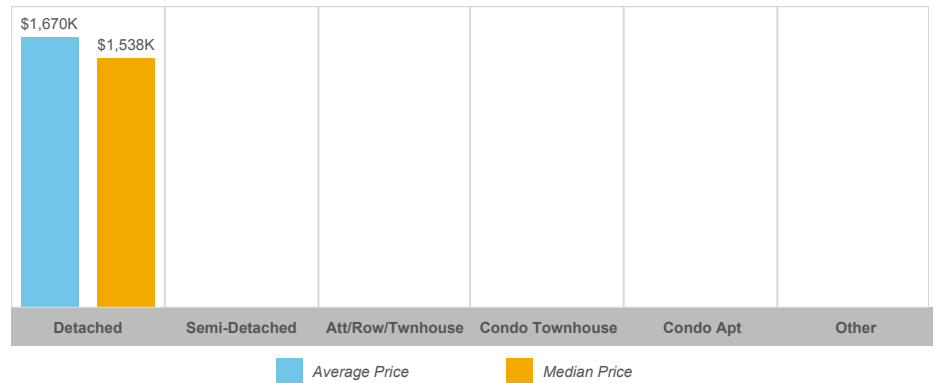 $1,670K
$1,538K
Detached Semi-Detached Att/Row/Twnhouse Condo Townhouse Condo Apt Other
Average Price Median Price